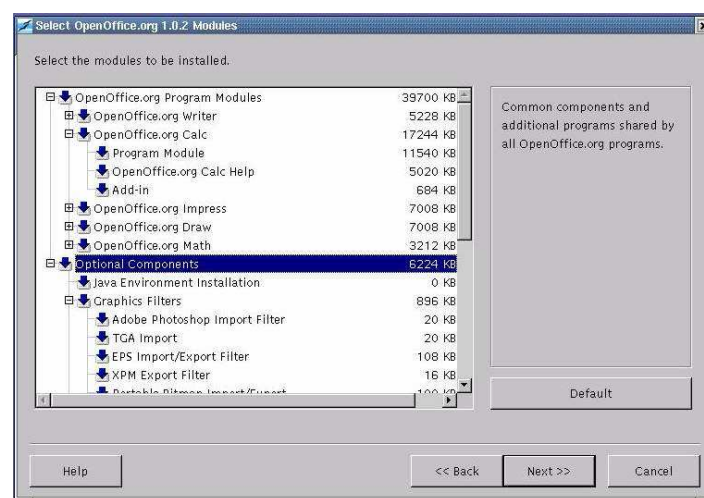 Select OpenOffice.org 1.0.2 Modules
Select the modules to be installed.
OpenOffice.org Program Modules 39700 KB
OpenOffice.org Writer 5228 KB
OpenOffice.org Calc 17244 KB
Program Module 11540 KB
OpenOffice.org Calc Help 5020 KB
Add-in 684 KB
OpenOffice.org Impress 7008 KB
OpenOffice.org Draw 7008 KB
OpenOffice.org Math 3212 KB
Optional Components 6224 KB
Java Environment Installation 0 KB
Graphics Filters 896 KB
Adobe Photoshop Import Filter 20 KB
TGA Import 20 KB
EPS Import/Export Filter 108 KB
XPM Export Filter 16 KB
Portable Bitmap Import/Export
Common components and
additional programs shared by
all OpenOffice.org programs.
Default
Help
<< Back
Next >>
Cancel